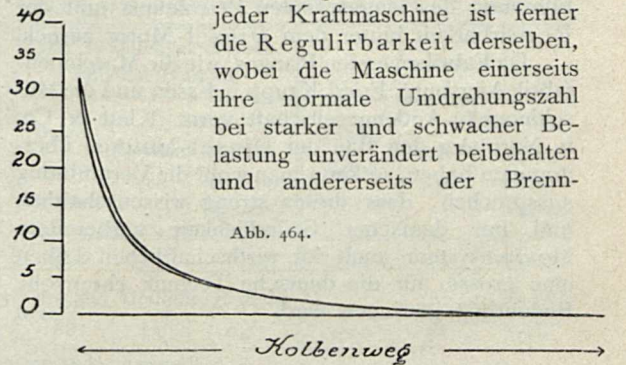 jeder Kraftmaschine ist ferner
die Regulirbarkeit derselben,
wobei die Maschine einerseits
ihre normale Umdrehungszahl
bei starker und schwacher Be-
lastung unverändert beibehalten
und andererseits der Brenn-
Abb. 464.
40
35
30
25
20
15
10
5
0
Kolbenweg